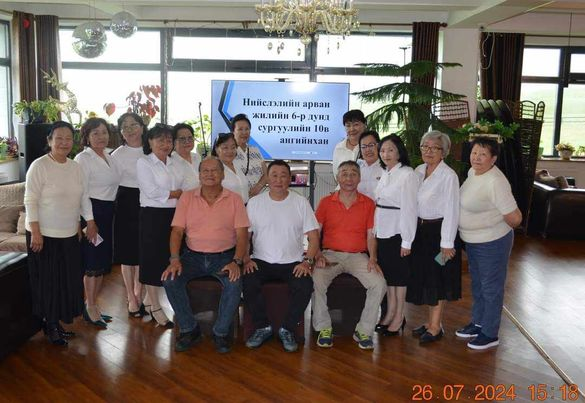 Нийслэлийн арван
жилийн 6-р дунд
сургуулийн 10в
ангийнхан
26.07.2024 15:18